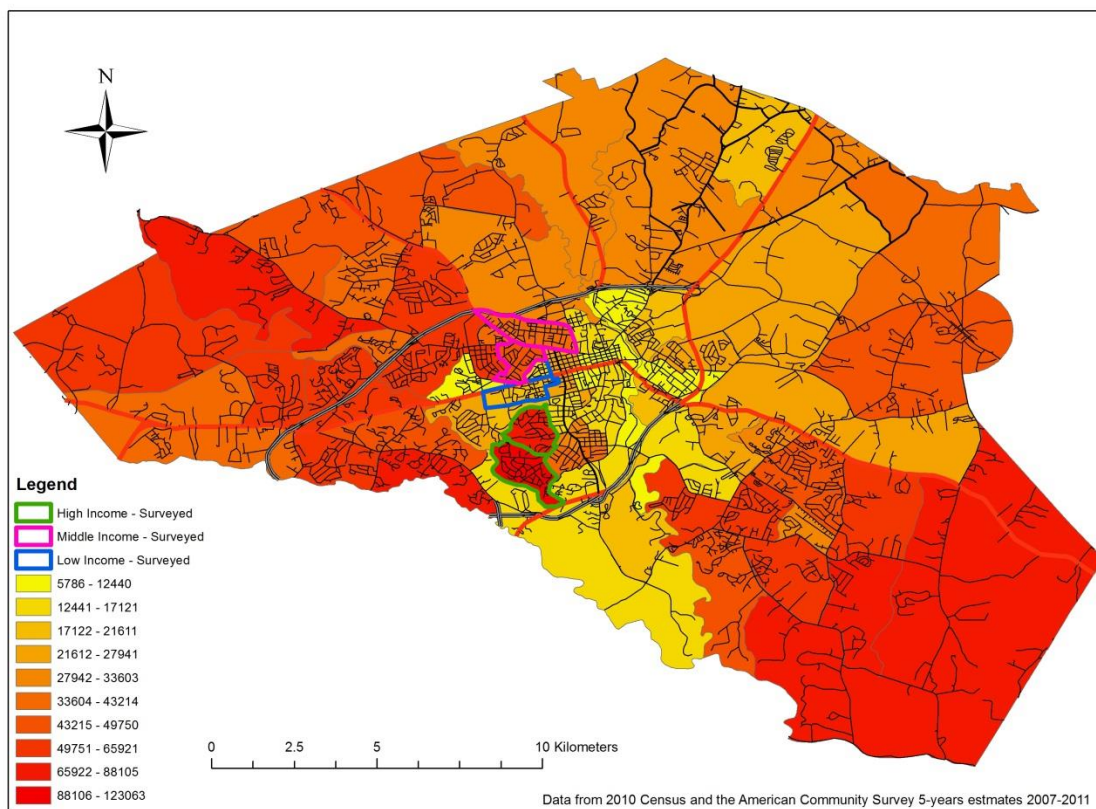 N
Legend
High Income - Surveyed
Middle Income - Surveyed
Low Income - Surveyed
5786 - 12440
12441 - 17121
17122 - 21611
21612 - 27941
27942 - 33603
33604 - 43214
43215 - 49750
49751 - 65921
65922 - 88105
88106 - 123063
0 2.5 5 10 Kilometers
Data from 2010 Census and the American Community Survey 5-years estmates 2007-2011